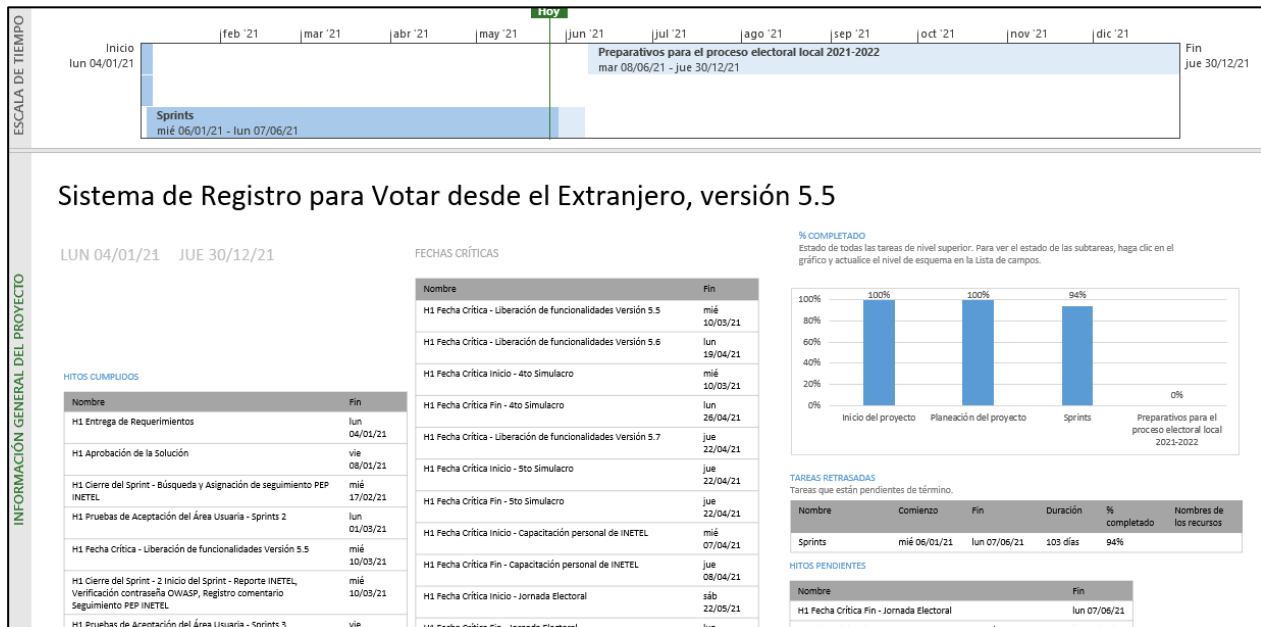 ESCALA DE TIEMPO
Hoy
feb '21
mar '21
abr '21
may '21
jun '21
jul '21
ago '21
sep '21
oct '21
nov '21
dic '21
Inicio
lun 04/01/21
Preparativos para el proceso electoral local 2021-2022
mar 08/06/21 - jue 30/12/21
Fin
jue 30/12/21
Sprints
mié 06/01/21 - lun 07/06/21
INFORMACIÓN GENERAL DEL PROYECTO
Sistema de Registro para Votar desde el Extranjero, versión 5.5
LUN 04/01/21 JUE 30/12/21
HITOS CUMPLIDOS
Nombre Fin
H1 Entrega de Requerimientos lun
04/01/21
H1 Aprobación de la Solución vie
08/01/21
H1 Cierre del Sprint - Búsqueda y Asignación de seguimiento PEP mié
INETEL 17/02/21
H1 Pruebas de Aceptación del Área Usuaria - Sprints 2 lun
01/03/21
H1 Fecha Crítica - Liberación de funcionalidades Versión 5.5 mié
10/03/21
H1 Cierre del Sprint - 2 Inicio del Sprint - Reporte INETEL, mié
Verificación contraseña OWASP, Registro comentario 10/03/21
Seguimiento PEP INETEL
H1 Pruebas de Aceptación del Área Usuaria - Sprints 3 vie
FECHAS CRÍTICAS
Nombre Fin
H1 Fecha Crítica - Liberación de funcionalidades Versión 5.5 mié
10/03/21
H1 Fecha Crítica - Liberación de funcionalidades Versión 5.6 lun
19/04/21
H1 Fecha Crítica Inicio - 4to Simulacro mié
10/03/21
H1 Fecha Crítica Fin - 4to Simulacro lun
26/04/21
H1 Fecha Crítica - Liberación de funcionalidades Versión 5.7 jue
22/04/21
H1 Fecha Crítica Inicio - 5to Simulacro jue
22/04/21
H1 Fecha Crítica Fin - 5to Simulacro jue
22/04/21
H1 Fecha Crítica Inicio - Capacitación personal de INETEL mié
07/04/21
H1 Fecha Crítica Fin - Capacitación personal de INETEL jue
08/04/21
H1 Fecha Crítica Inicio - Jornada Electoral sáb
22/05/21
H1 Fecha Crítica Fin - Jornada Electoral lun
% COMPLETADO
Estado de todas las tareas de nivel superior. Para ver el estado de las subtareas, haga clic en el
gráfico y actualice el nivel de esquema en la Lista de campos.
100%
80%
60%
40%
20%
0%
100%
100%
94%
0%
Inicio del proyecto
Planeación del proyecto
Sprints
Preparativos para el
proceso electoral local
2021-2022
TAREAS RETRASADAS
Tareas que están pendientes de término.
Nombre Comienzo Fin Duración % Nombres de
completado los recursos
Sprints mié 06/01/21 lun 07/06/21 103 días 94%
HITOS PENDIENTES
Nombre Fin
H1 Fecha Crítica Fin - Jornada Electoral lun 07/06/21